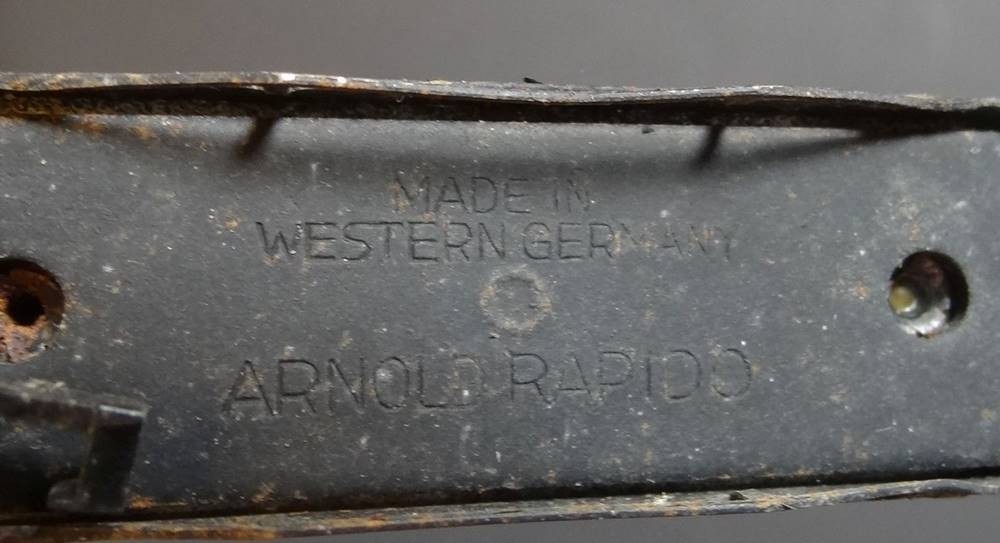 MADE IN
WESTERN GERMANY
ARNOLD RAPIDO